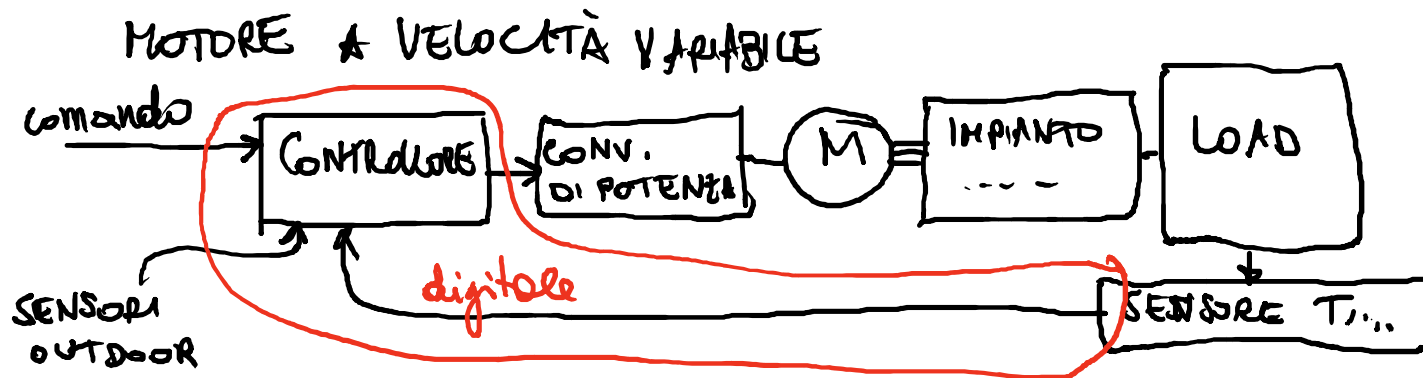 MOTORE A VELOCITÀ VARIABILE
comando
CONTROLLORE
CONV.
DI POTENZA
M
IMPIANTO
....
LOAD
digitale
SENSORI
OUTDOOR
SENSORE T,...